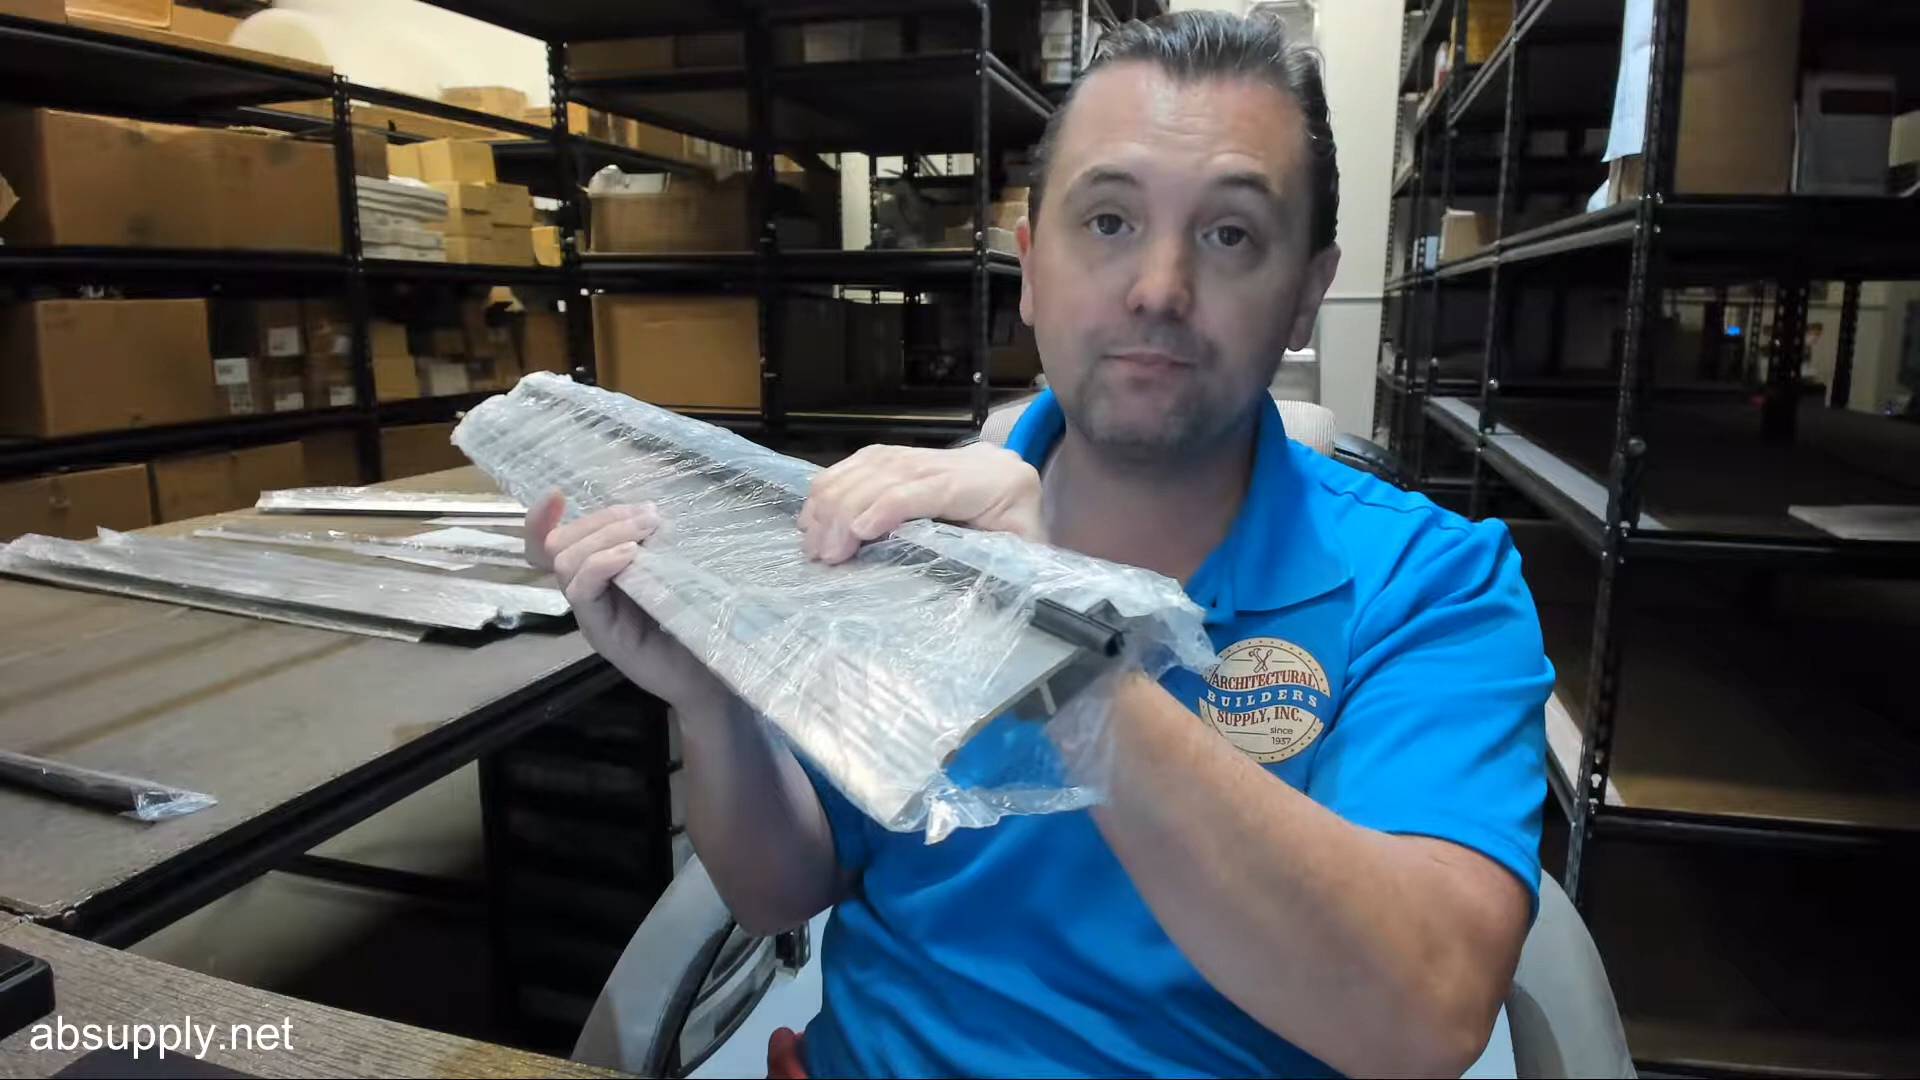 ARCHITECTURAL
BUILDERS
SUPPLY, INC.
since
1937
absupply.net